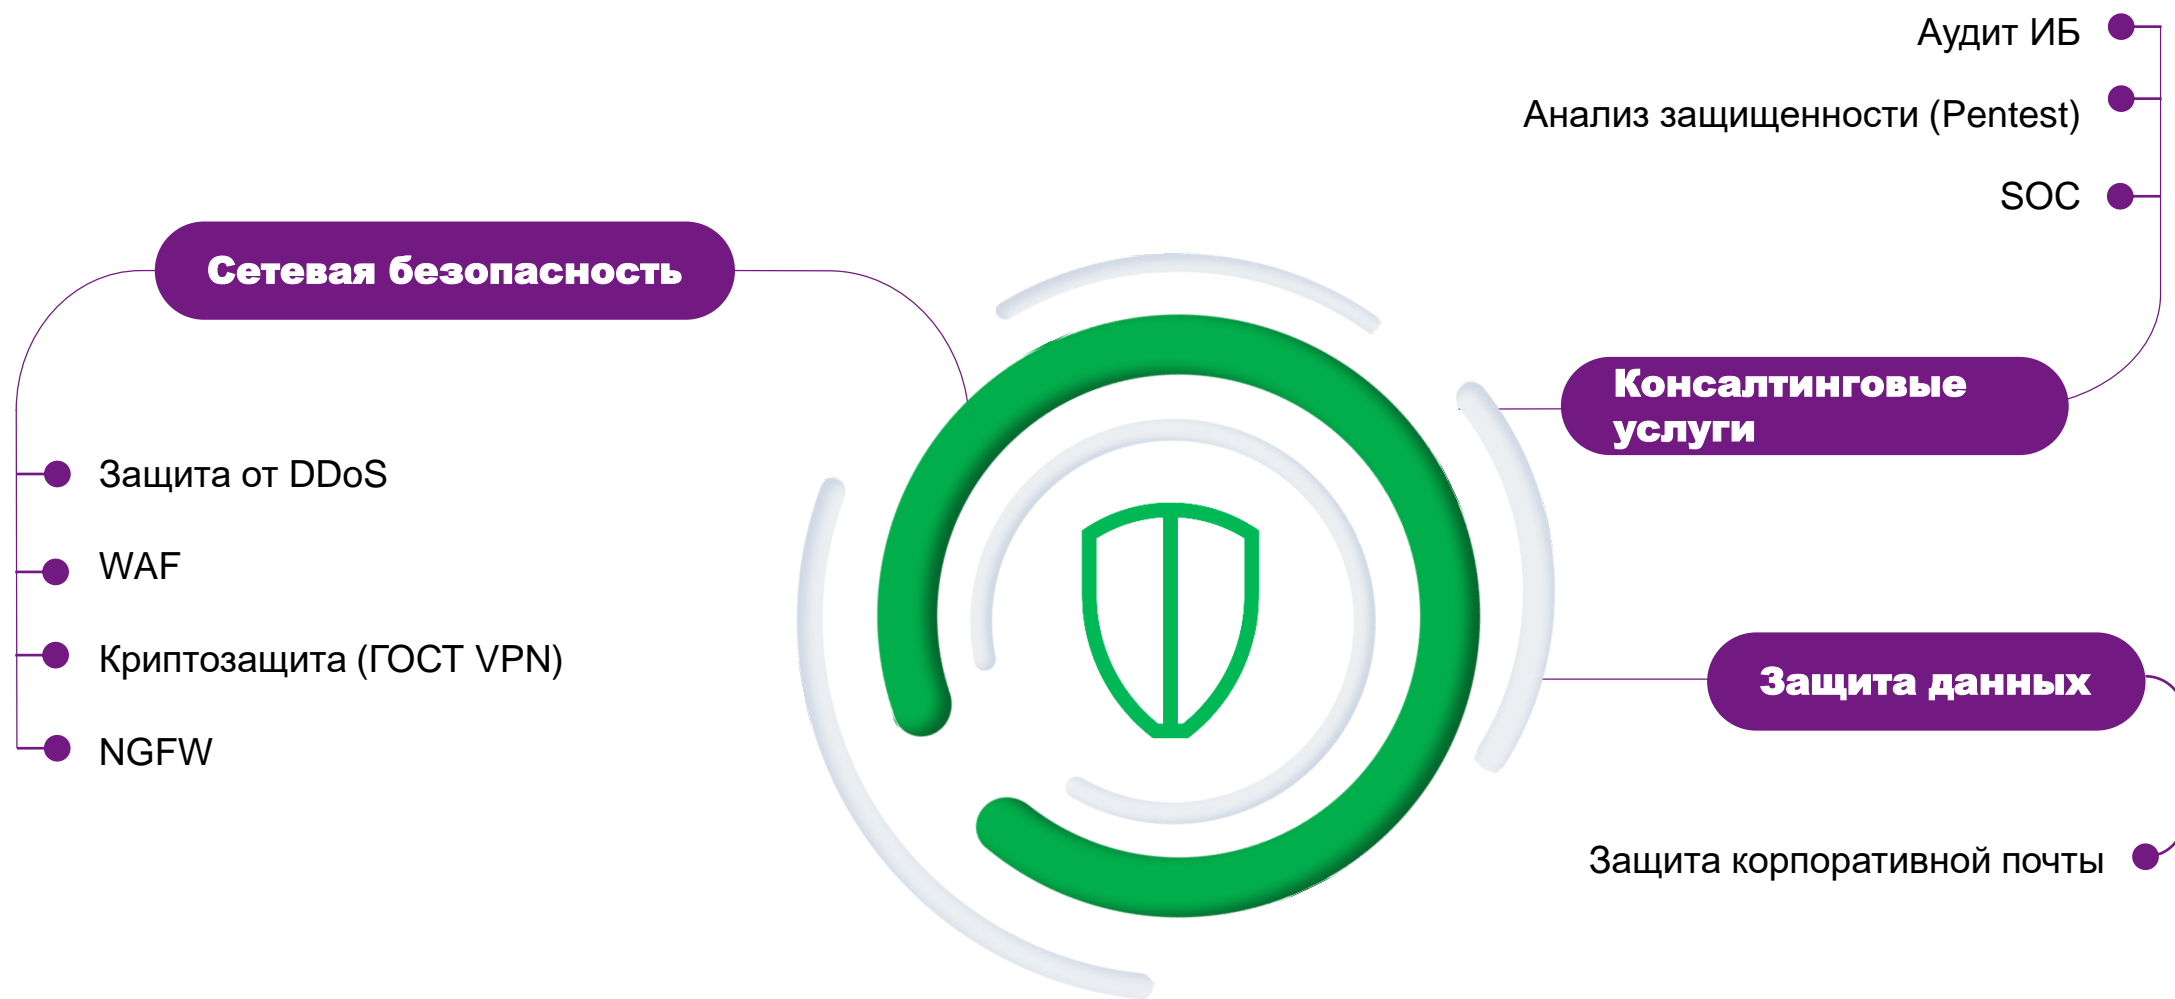 Сетевая безопасность
Защита от DDoS
WAF
Криптозащита (ГОСТ VPN)
NGFW
Аудит ИБ
Анализ защищенности (Pentest)
SOC
Консалтинговые
услуги
Защита данных
Защита корпоративной почты